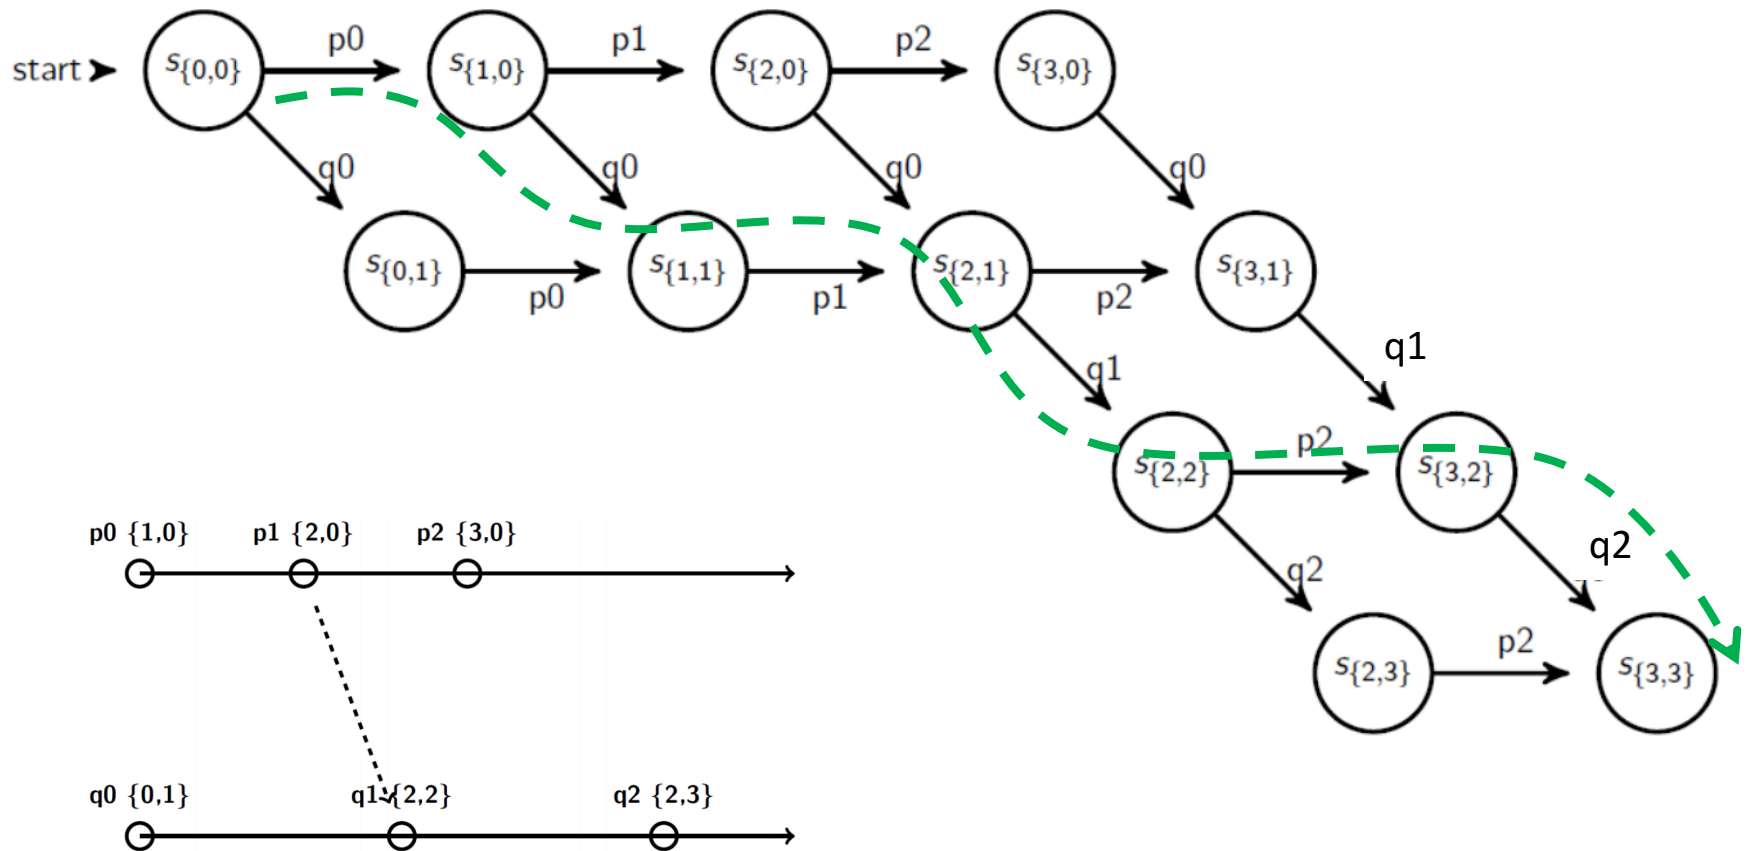 p0 p1 p2
start S{0,0} S{1,0} S{2,0} S{3,0}
q0 q0 q0 q0
S{0,1} S{1,1} S{2,1} S{3,1}
p0 p1 p2
q1 q1
p2
S{2,2} S{3,2}
q2 q2
p2
S{2,3} S{3,3}
p0 {1,0} p1 {2,0} p2 {3,0}
q0 {0,1} q1 {2,2} q2 {2,3}